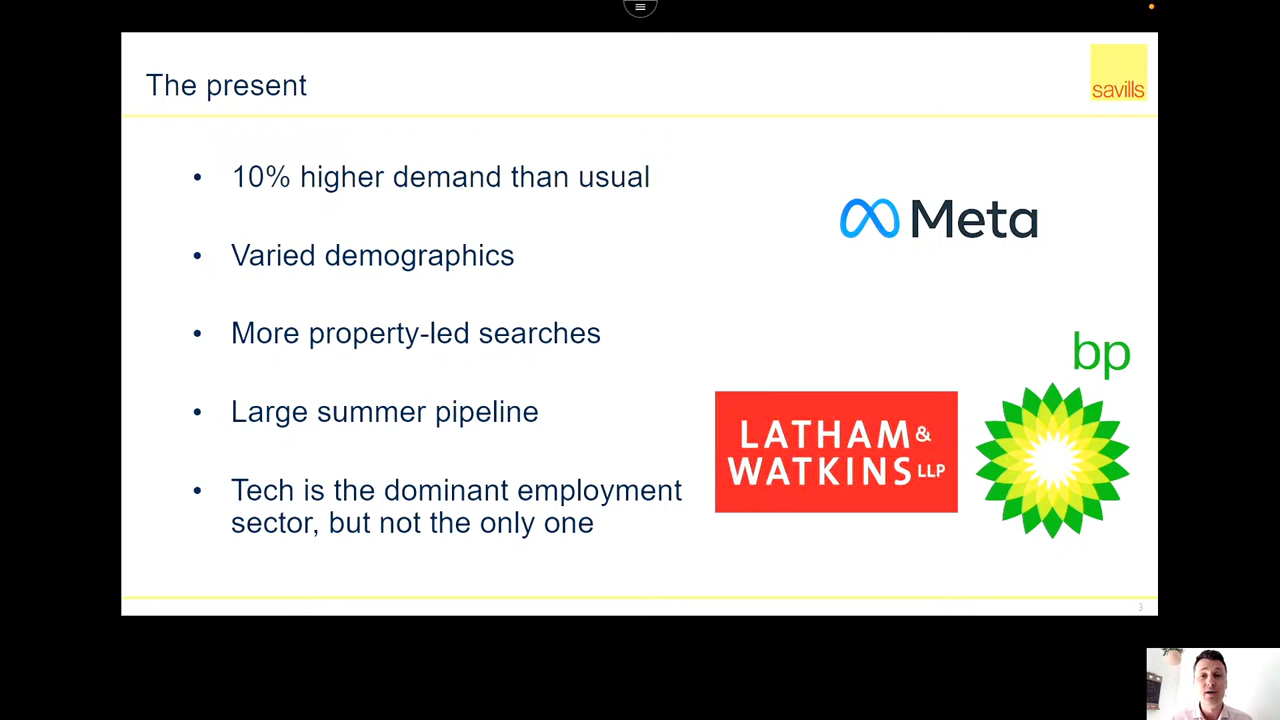 The present
savills
• 10% higher demand than usual
• Varied demographics
• More property-led searches
• Large summer pipeline
• Tech is the dominant employment
sector, but not the only one
Meta
bp
LATHAM &
WATKINS LLP
3